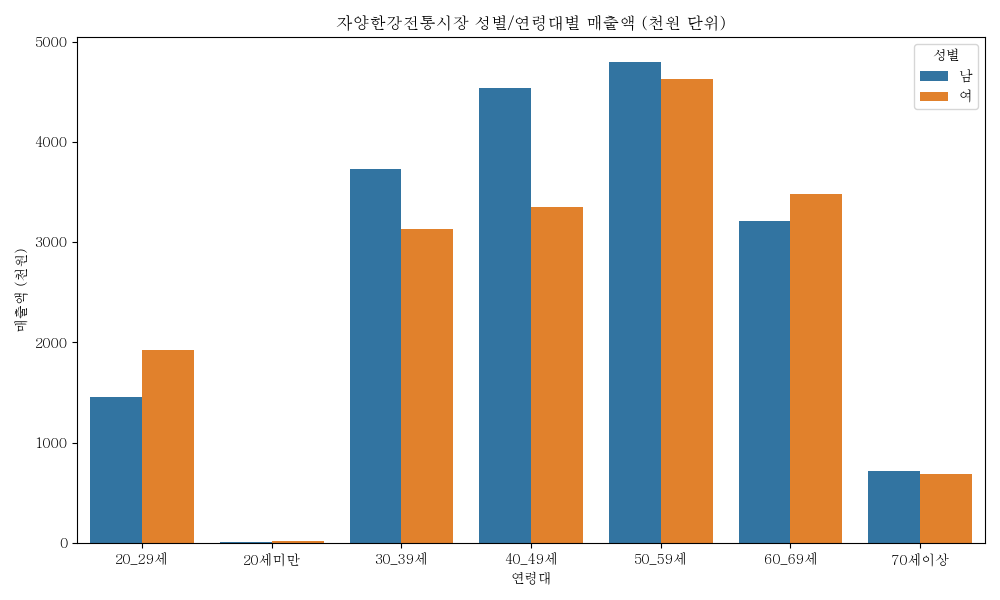 자양한강전통시장 성별/연령대별 매출액 (천원 단위)
성별
남
여
매출액 (천원)
5000
4000
3000
2000
1000
0
20_29세 20세미만 30_39세 40_49세 50_59세 60_69세 70세이상
연령대